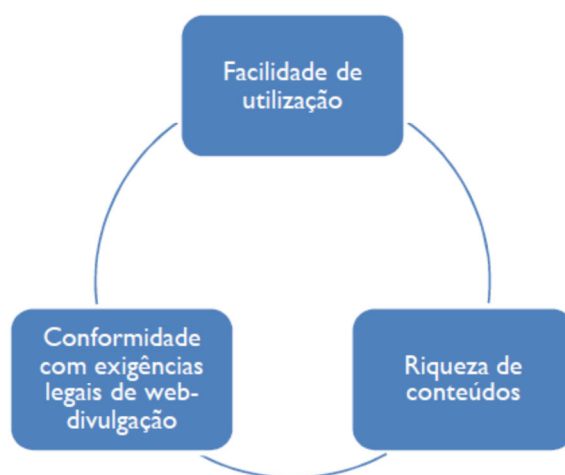 Facilidade de
utilização
Conformidade
com exigências
legais de web-
divulgação
Riqueza de
conteúdos